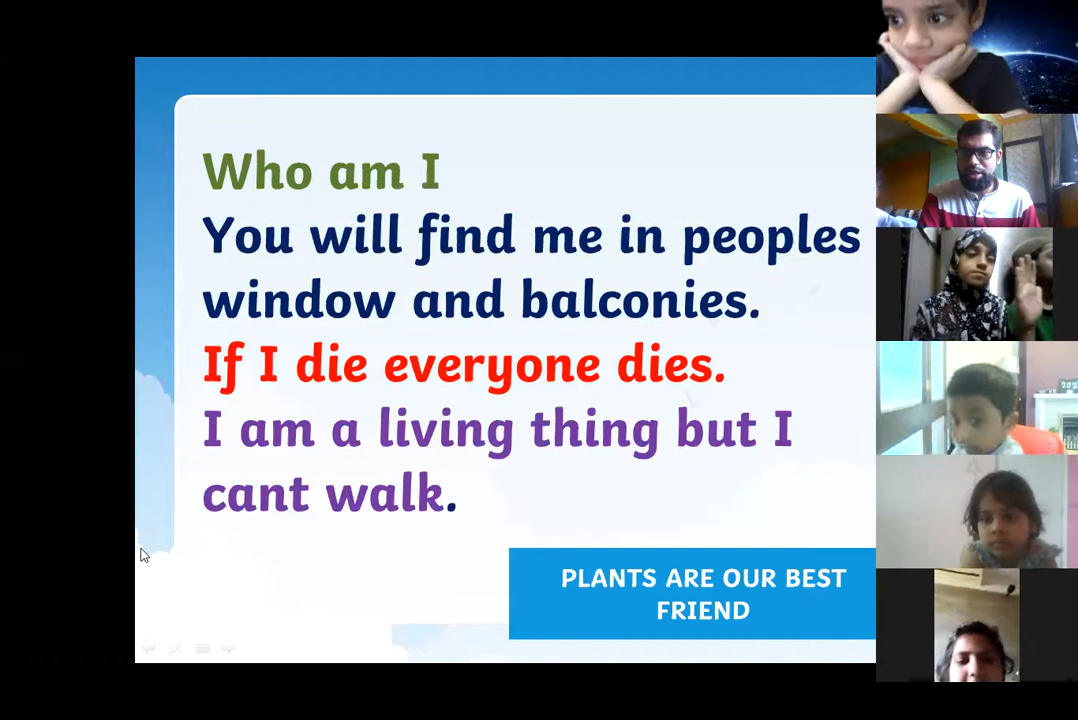 Who am I
You will find me in peoples
window and balconies.
If I die everyone dies.
I am a living thing but I
cant walk.
PLANTS ARE OUR BEST
FRIEND